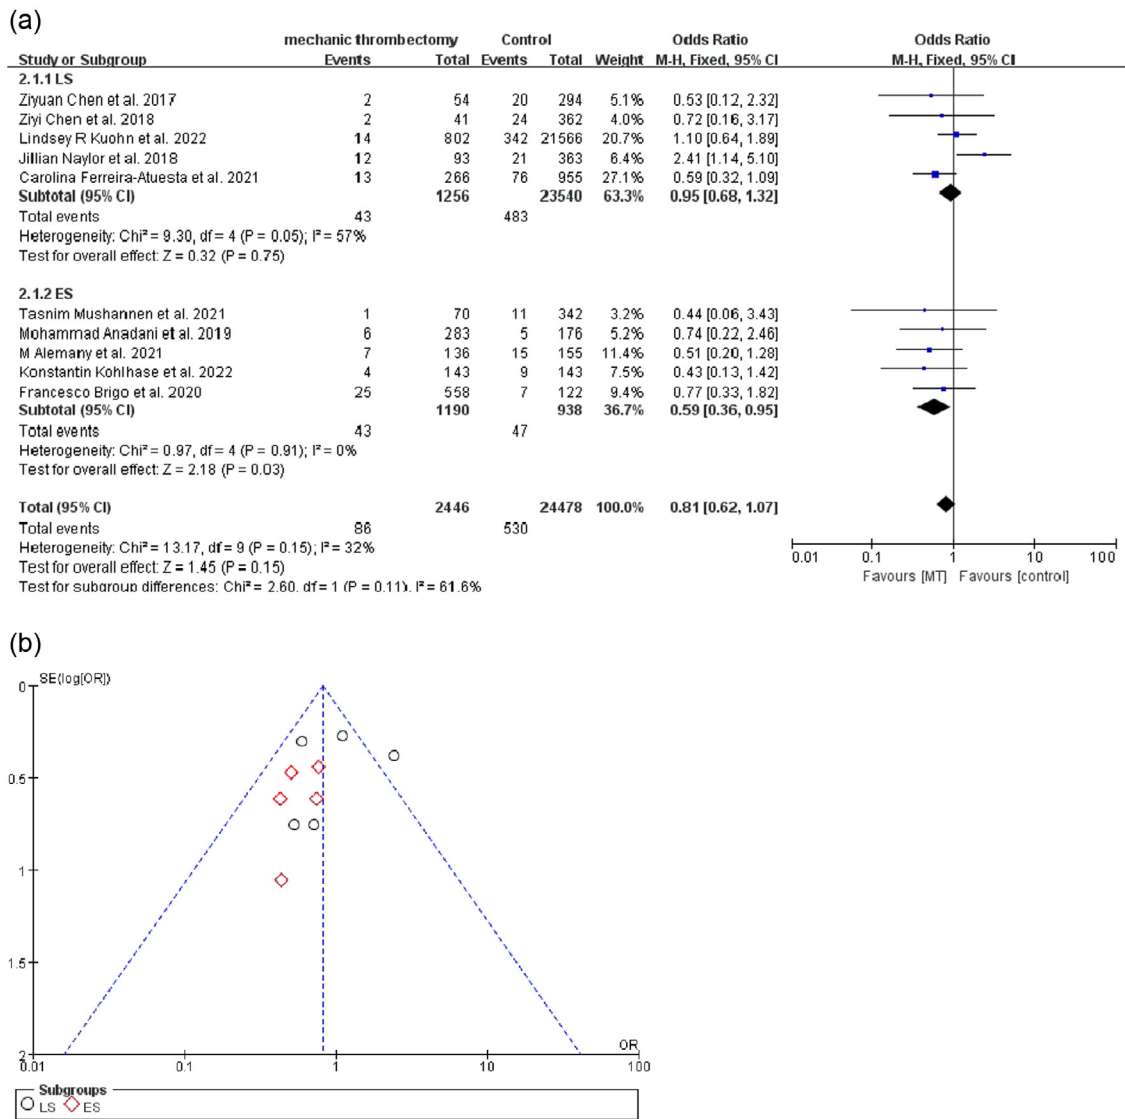 (a)
mechanic thrombectomy Control Odds Ratio Odds Ratio
Study or Subgroup Events Total Events Total Weight M-H, Fixed, 95% CI M-H, Fixed, 95% CI
2.1.1 LS
Ziyuan Chen et al. 2017 2 54 20 294 5.1% 0.53 [0.12, 2.32]
Ziyi Chen et al. 2018 2 41 24 362 4.0% 0.72 [0.16, 3.17]
Lindsey R Kuohn et al. 2022 14 802 342 21566 20.7% 1.10 [0.64, 1.89]
Jillian Naylor et al. 2018 12 93 21 363 6.4% 2.41 [1.14, 5.10]
Carolina Ferreira-Atuesta et al. 2021 13 266 76 955 27.1% 0.59 [0.32, 1.09]
Subtotal (95% CI) 1256 23540 63.3% 0.95 [0.68, 1.32]
Total events 43 483
Heterogeneity: Chi² = 9.30, df = 4 (P = 0.05); I² = 57%
Test for overall effect: Z = 0.32 (P = 0.75)
2.1.2 ES
Tasnim Mushannen et al. 2021 1 70 11 342 3.2% 0.44 [0.06, 3.43]
Mohammad Anadani et al. 2019 6 283 5 176 5.2% 0.74 [0.22, 2.46]
M Alemany et al. 2021 7 136 15 155 11.4% 0.51 [0.20, 1.28]
Konstantin Kohlhase et al. 2022 4 143 9 143 7.5% 0.43 [0.13, 1.42]
Francesco Brigo et al. 2020 25 558 7 122 9.4% 0.77 [0.33, 1.82]
Subtotal (95% CI) 1190 938 36.7% 0.59 [0.36, 0.95]
Total events 43 47
Heterogeneity: Chi² = 0.97, df = 4 (P = 0.91); I² = 0%
Test for overall effect: Z = 2.18 (P = 0.03)
Total (95% CI) 2446 24478 100.0% 0.81 [0.62, 1.07]
Total events 86 530
Heterogeneity: Chi² = 13.17, df = 9 (P = 0.15); I² = 32%
Test for overall effect: Z = 1.45 (P = 0.15)
Test for subgroup differences: Chi² = 2.60, df = 1 (P = 0.11), I² = 61.6%
0.01 0.1 1 10 100
Favours [MT] Favours [control]
(b)
SE(log[OR])
0
0.5
1
1.5
2
OR
0.01 0.1 1 10 100
Subgroups
LS ES